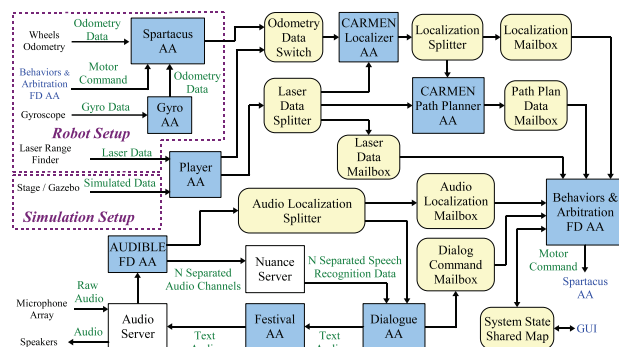 Wheels
Odometry
Odometry
Data
Spartacus
AA
Behaviors &
Arbitration
FD AA
Motor
Command
Odometry
Data
Gyroscope
Gyro Data
Gyro
AA
Robot Setup
Laser Range
Finder
Laser Data
Player
AA
Stage / Gazebo
Simulated Data
Simulation Setup
Odometry
Data
Switch
CARMEN
Localizer
AA
Localization
Splitter
Localization
Mailbox
Laser
Data
Splitter
CARMEN
Path Planner
AA
Path Plan
Data
Mailbox
Laser
Data
Mailbox
Audio Localization
Splitter
Audio
Localization
Mailbox
Behaviors &
Arbitration
FD AA
AUDIBLE
FD AA
N Separated
Audio Channels
Nuance
Server
N Separated Speech
Recognition Data
Dialog
Command
Mailbox
Motor
Command
Spartacus
AA
Microphone
Array
Raw
Audio
Speakers
Audio
Audio
Server
Text
Festival
AA
Text
Dialogue
AA
System State
Shared Map
GUI